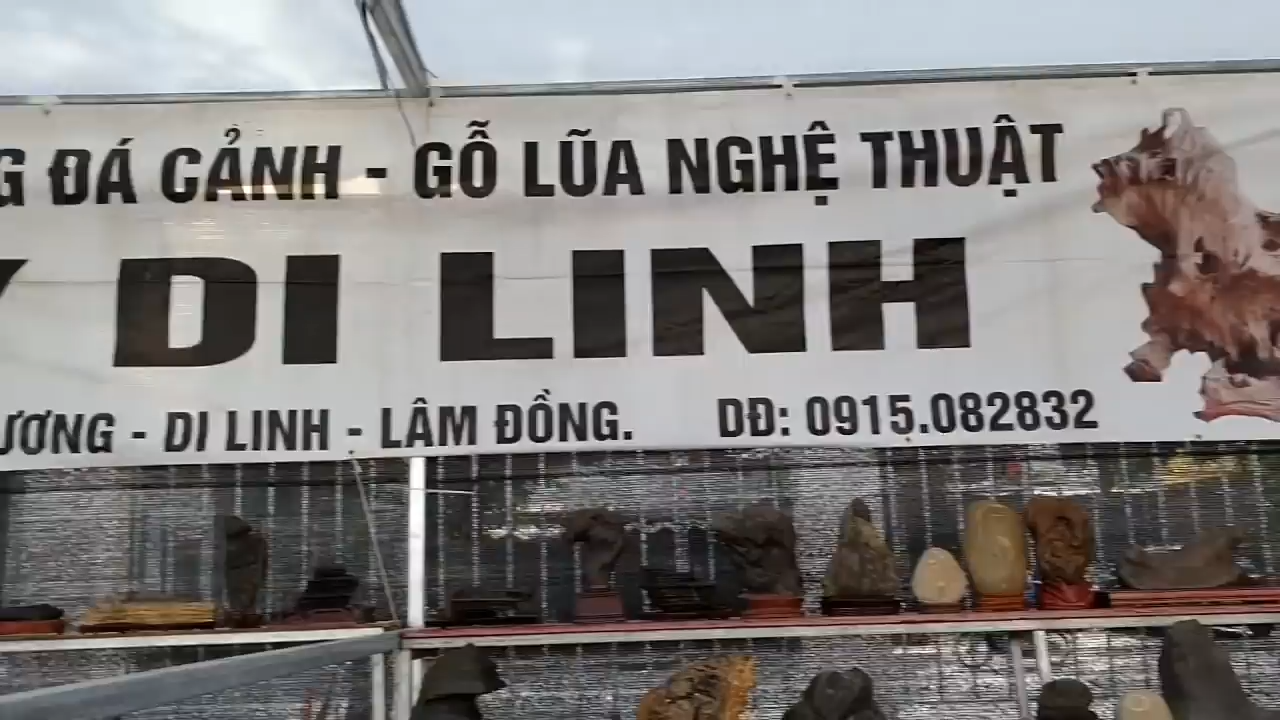 ĐÁ CẢNH - GỖ LŨA NGHỆ THUẬT
DI LINH
ƯƠNG - DI LINH - LÂM ĐỒNG. DĐ: 0915.082832